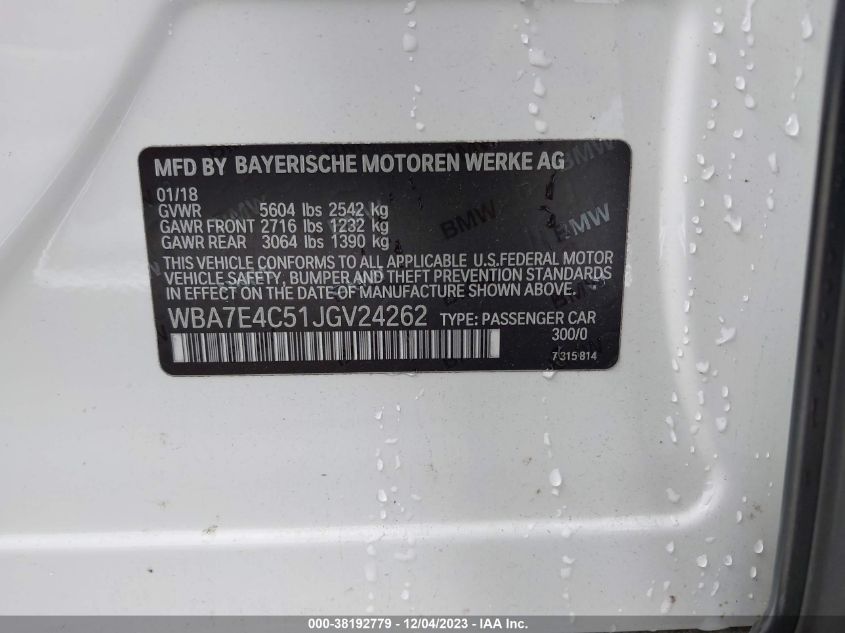 MFD BY BAYERISCHE MOTOREN WERKE AG
01/18
GVWR 5604 lbs 2542 kg
GAWR FRONT 2716 lbs 1232 kg
GAWR REAR 3064 lbs 1390 kg
THIS VEHICLE CONFORMS TO ALL APPLICABLE U.S.FEDERAL MOTOR
VEHICLE SAFETY, BUMPER AND THEFT PREVENTION STANDARDS
IN EFFECT ON THE DATE OF MANUFACTURE SHOWN ABOVE.
WBA7E4C51JGV24262 TYPE: PASSENGER CAR
300/0
7 315 814
BMW
BMW
BMW
000-38192779 - 12/04/2023 - IAA Inc.